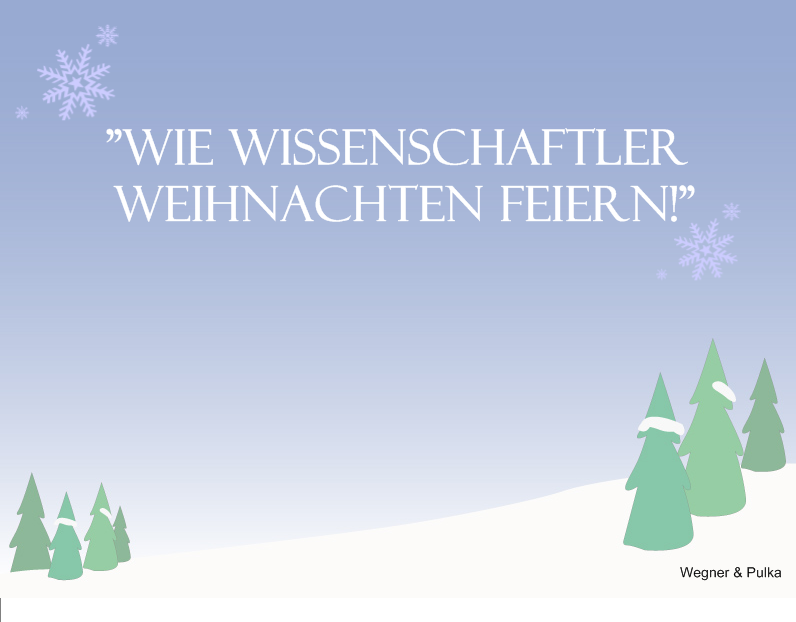 ”WIE WISSENSCHAFTLER
WEIHNACHTEN FEIERN!”
Wegner & Pulka